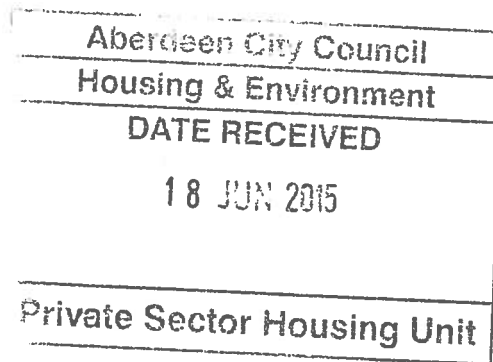 Aberdeen City Council
Housing & Environment
DATE RECEIVED
18 JUN 2015
Private Sector Housing Unit